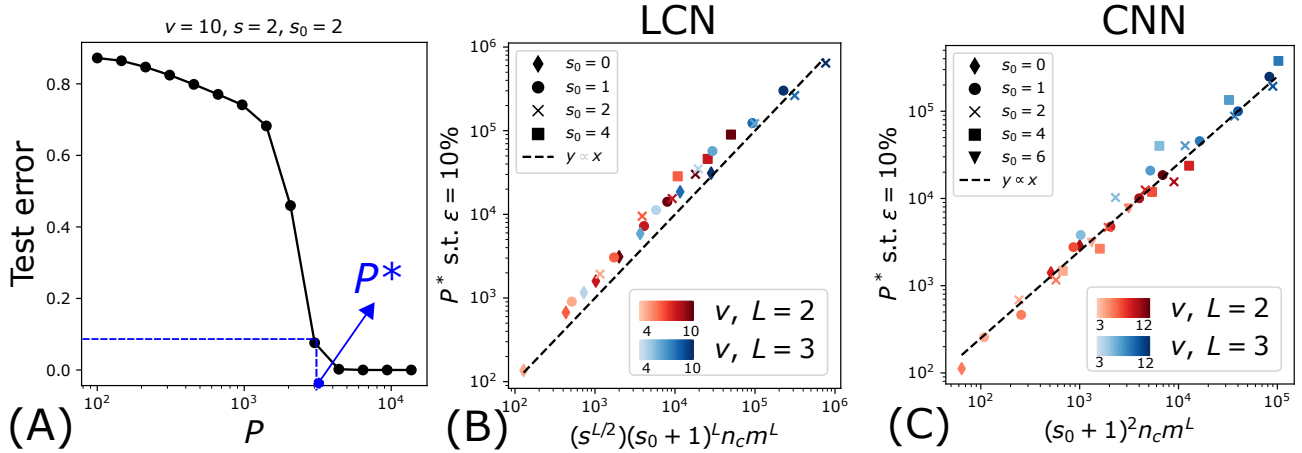 v = 10, s = 2, s₀ = 2
Test error
0.8
0.6
0.4
0.2
0.0
P*
10²
10³
10⁴
P
(A)
LCN
P* s.t. ε = 10%
10⁶
10⁵
10⁴
10³
10²
s₀ = 0
s₀ = 1
s₀ = 2
s₀ = 4
y ∝ x
v, L = 2
4 10
v, L = 3
4 10
10² 10³ 10⁴ 10⁵ 10⁶
(s^{L/2})(s₀ + 1)^L n_c m^L
(B)
CNN
P* s.t. ε = 10%
10⁵
10⁴
10³
10²
s₀ = 0
s₀ = 1
s₀ = 2
s₀ = 4
s₀ = 6
y ∝ x
v, L = 2
3 12
v, L = 3
3 12
10² 10³ 10⁴ 10⁵
(s₀ + 1)² n_c m^L
(C)